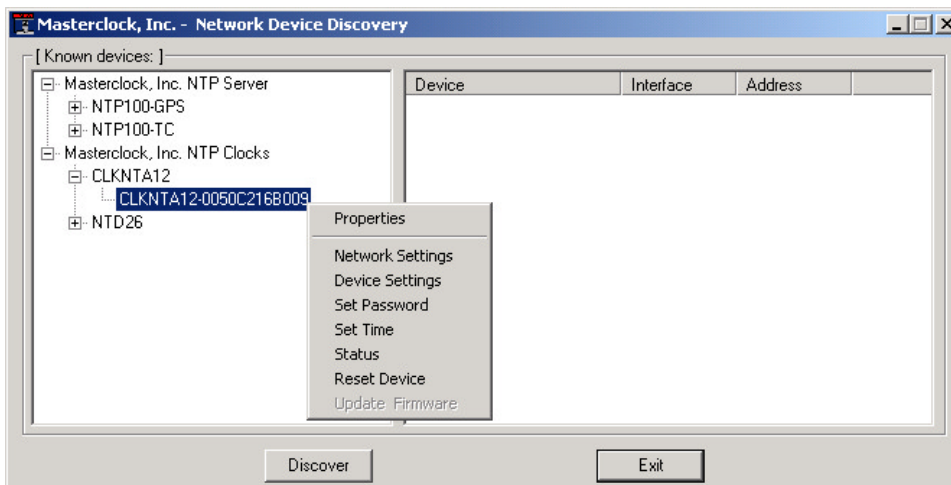 Masterclock, Inc. - Network Device Discovery
[ Known devices: ]
Masterclock, Inc. NTP Server
NTP100-GPS
NTP100-TC
Masterclock, Inc. NTP Clocks
CLKNTA12
CLKNTA12-0050C216B009
NTD26
Device Interface Address
Properties
Network Settings
Device Settings
Set Password
Set Time
Status
Reset Device
Update Firmware
Discover Exit